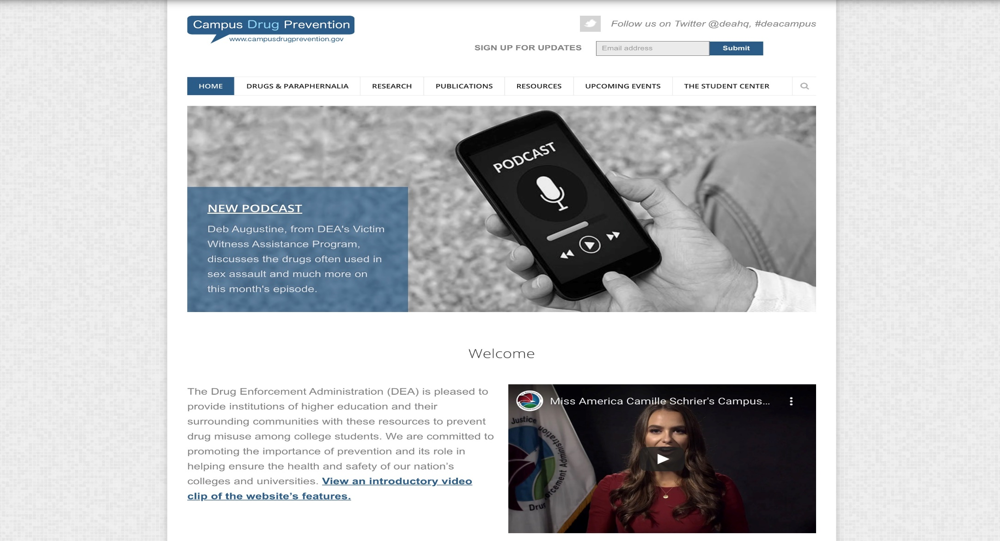 Campus Drug Prevention
www.campusdrugprevention.gov
Follow us on Twitter @deahq, #deacampus
SIGN UP FOR UPDATES
Email address
Submit
HOME
DRUGS & PARAPHERNALIA
RESEARCH
PUBLICATIONS
RESOURCES
UPCOMING EVENTS
THE STUDENT CENTER
PODCAST
NEW PODCAST
Deb Augustine, from DEA's Victim
Witness Assistance Program,
discusses the drugs often used in
sex assault and much more on
this month's episode.
Welcome
The Drug Enforcement Administration (DEA) is pleased to
provide institutions of higher education and their
surrounding communities with these resources to prevent
drug misuse among college students. We are committed to
promoting the importance of prevention and its role in
helping ensure the health and safety of our nation’s
colleges and universities. View an introductory video
clip of the website’s features.
Miss America Camille Schrier's Campus...
Justice
Drug
Administration